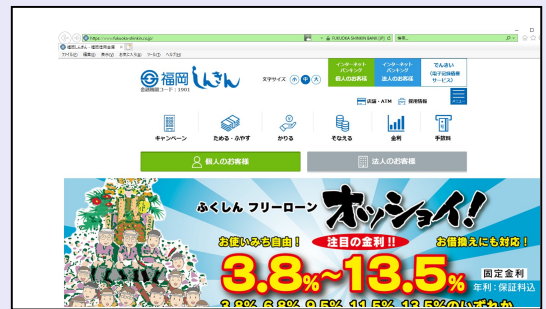 https://www.fukuoka-shinkin.co.jp/
FUKUOKA SHINKIN BANK [JP]
検索...
福岡しんきん - 福岡信用金庫
ファイル(F) 編集(E) 表示(V) お気に入り(A) ツール(T) ヘルプ(H)
福岡しんきん
金融機関コード：1901
文字サイズ 小 中 大
インターネット
バンキング
個人のお客様
インターネット
バンキング
法人のお客様
でんさい
(電子記録債権
サービス)
店舗・ATM 採用情報
メニュー
キャンペーン ためる・ふやす かりる そなえる 金利 手数料
個人のお客様 法人のお客様
ふくしん フリーローン オッショイ!
お使いみち自由! 注目の金利!! お借換えにも対応!
3.8%~13.5% 固定金利
年利：保証料込
3.8% 6.8% 9.5% 11.5% 13.5%のいずれか